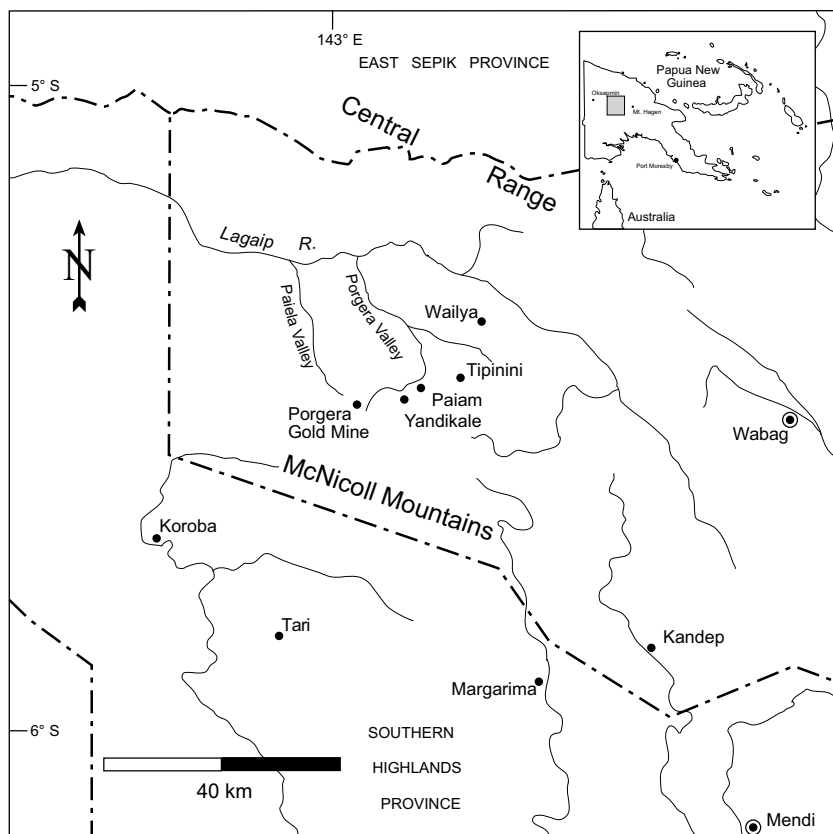 143° E
EAST SEPIK PROVINCE
5° S
Central
Range
Papua New
Guinea
Oksapmin
Mt. Hagen
Port Moresby
Australia
N
Lagaip R.
Paiela Valley
Porgera Valley
Wailya
Tipinini
Paiam
Yandikale
Porgera
Gold Mine
Wabag
McNicoll Mountains
Koroba
Tari
Kandep
Margarima
6° S
SOUTHERN
HIGHLANDS
PROVINCE
40 km
Mendi